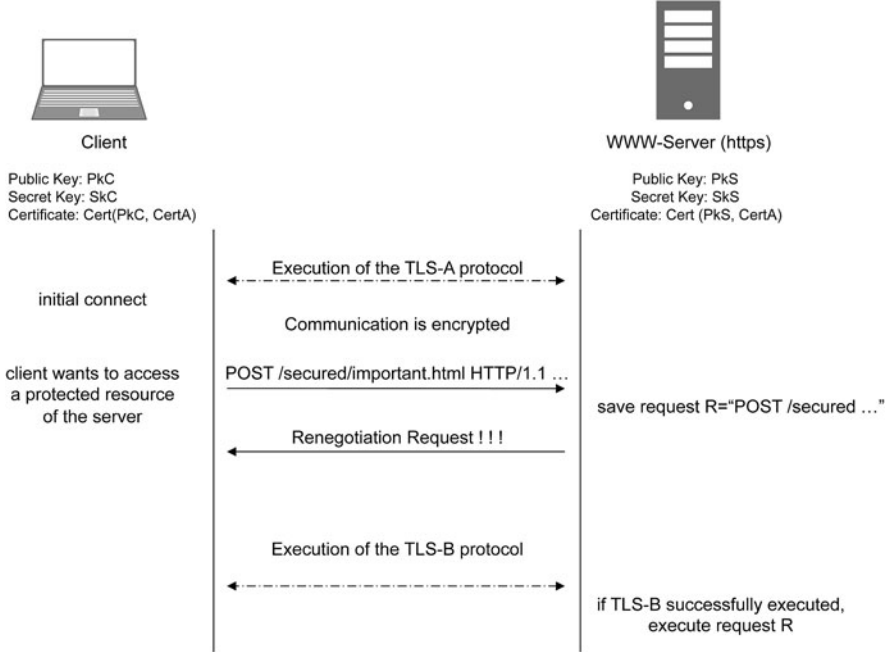 Client
WWW-Server (https)
Public Key: PkC
Secret Key: SkC
Certificate: Cert(PkC, CertA)
Public Key: PkS
Secret Key: SkS
Certificate: Cert (PkS, CertA)
Execution of the TLS-A protocol
initial connect
Communication is encrypted
client wants to access
a protected resource
of the server
POST /secured/important.html HTTP/1.1 ...
save request R=“POST /secured ...”
Renegotiation Request ! ! !
Execution of the TLS-B protocol
if TLS-B successfully executed,
execute request R